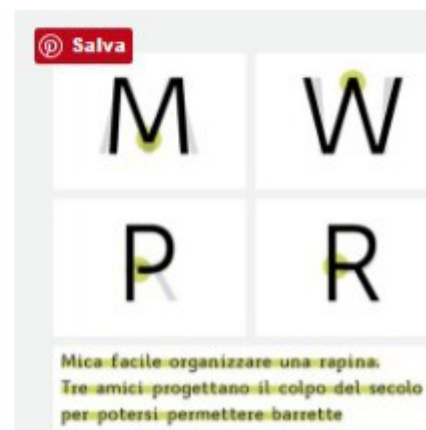 Salva
M W
P R
Mica facile organizzare una rapina.
Tre amici progettano il colpo del secolo
per potersi permettere barrette